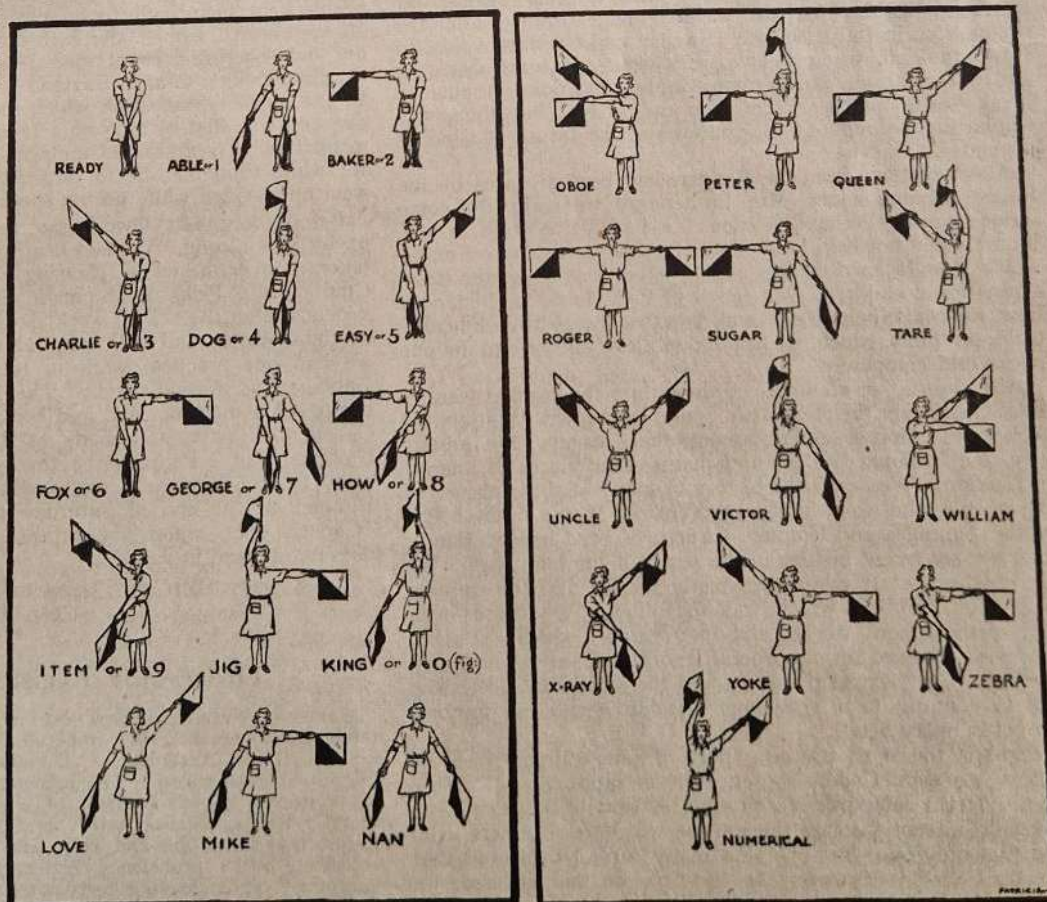 READY ABLE or 1 BAKER or 2
CHARLIE or 3 DOG or 4 EASY or 5
FOX or 6 GEORGE or 7 HOW or 8
ITEM or 9 JIG KING or 0 (fig:)
LOVE MIKE NAN
OBOE PETER QUEEN
ROGER SUGAR TARE
UNCLE VICTOR WILLIAM
X-RAY YOKE ZEBRA
NUMERICAL